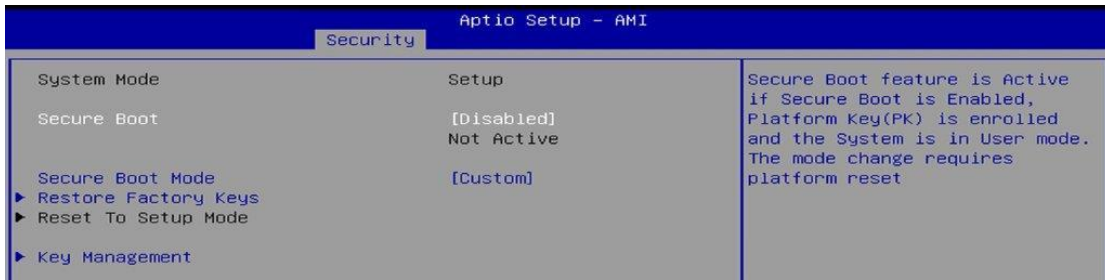 Aptio Setup – AMI
Security
System Mode Setup
Secure Boot [Disabled]
Not Active
Secure Boot Mode [Custom]
▶ Restore Factory Keys
▶ Reset To Setup Mode
▶ Key Management
Secure Boot feature is Active
if Secure Boot is Enabled,
Platform Key(PK) is enrolled
and the System is in User mode.
The mode change requires
platform reset